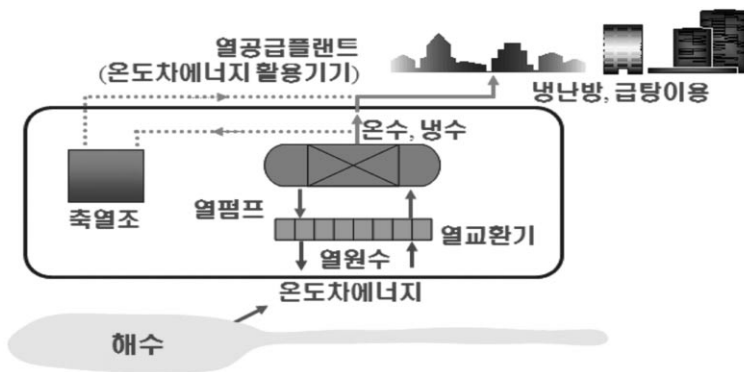 열공급플랜트
(온도차에너지 활용기기)
냉난방, 급탕이용
온수, 냉수
축열조
열펌프
열교환기
열원수
온도차에너지
해수